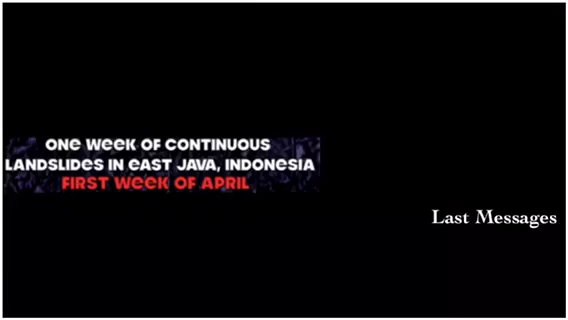 ONE WEEK OF CONTINUOUS
LANDSLIDES IN EAST JAVA, INDONESIA
FIRST WEEK OF APRIL
Last Messages